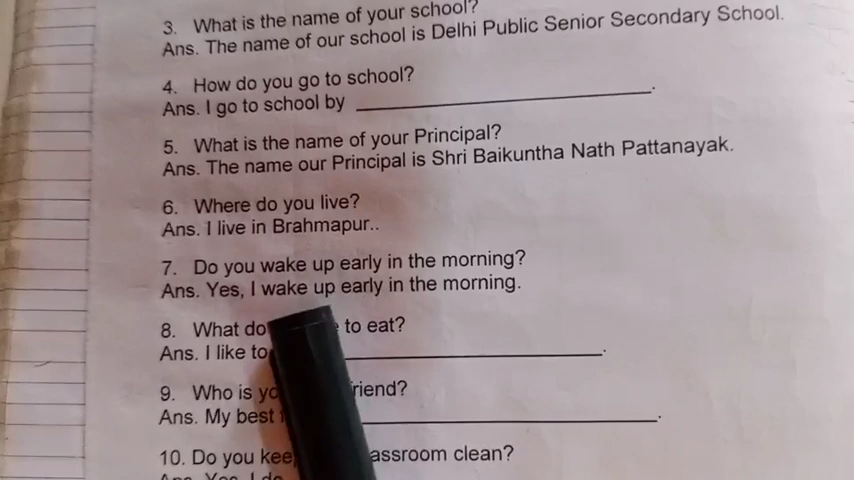 3. What is the name of your school?
Ans. The name of our school is Delhi Public Senior Secondary School.
4. How do you go to school?
Ans. I go to school by ____________.
5. What is the name of your Principal?
Ans. The name our Principal is Shri Baikuntha Nath Pattanayak.
6. Where do you live?
Ans. I live in Brahmapur..
7. Do you wake up early in the morning?
Ans. Yes, I wake up early in the morning.
8. What do to eat?
Ans. I like to ____________.
9. Who is
Ans. My best ____________.
10. Do you clean?